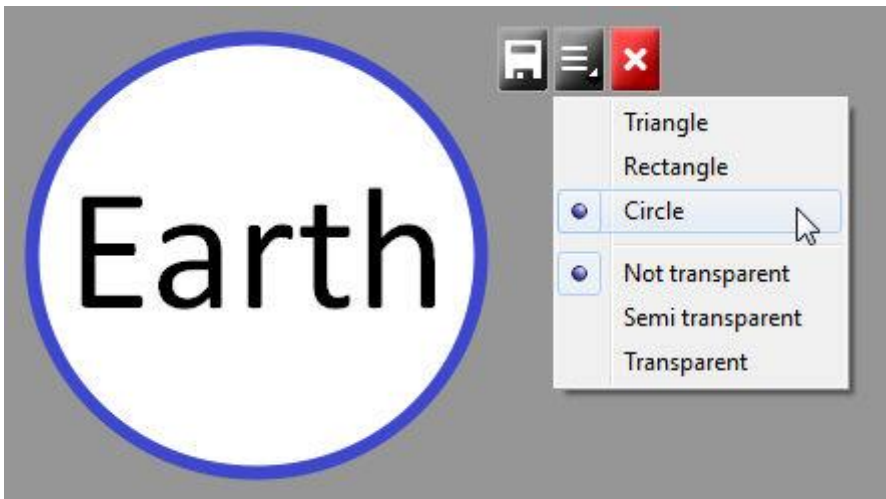 Earth
Triangle
Rectangle
Circle
Not transparent
Semi transparent
Transparent